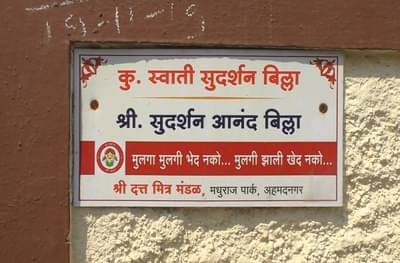 कु. स्वाती सुदर्शन बिल्ला
श्री. सुदर्शन आनंद बिल्ला
मुलगा मुलगी भेद नको... मुलगी झाली खेद नको...
श्री दत्त मित्र मंडळ, मधुराज पार्क, अहमदनगर